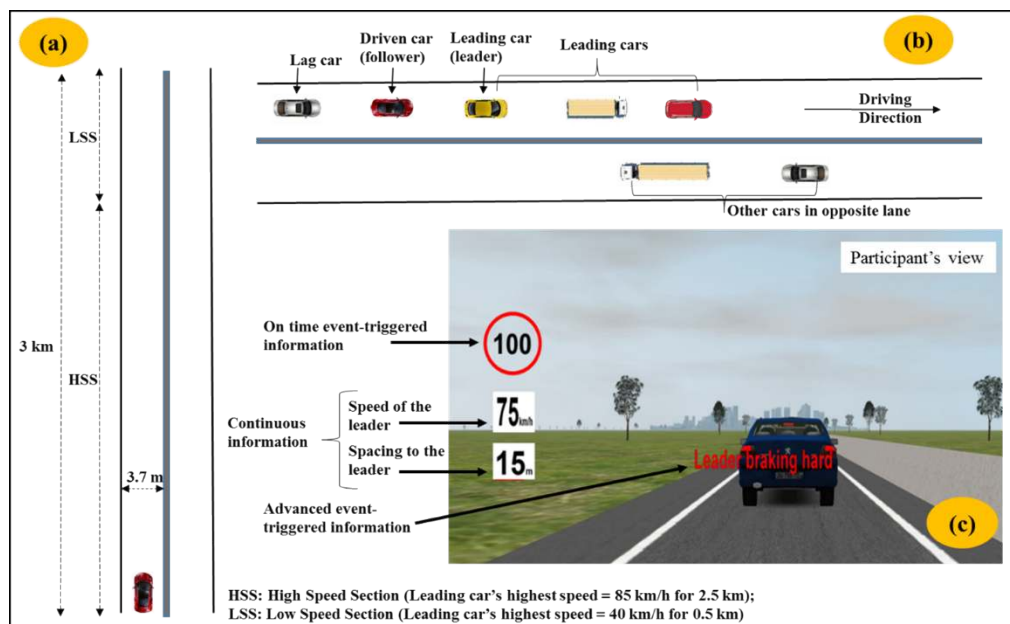 (a)
LSS
3 km
HSS
3.7 m
(b)
Lag car
Driven car
(follower)
Leading car
(leader)
Leading cars
Driving
Direction
Other cars in opposite lane
Participant's view
On time event-triggered
information
100
Continuous
information
Speed of the
leader
75km/h
Spacing to the
leader
15m
Leader braking hard
Advanced event-
triggered information
(c)
HSS: High Speed Section (Leading car's highest speed = 85 km/h for 2.5 km);
LSS: Low Speed Section (Leading car's highest speed = 40 km/h for 0.5 km)